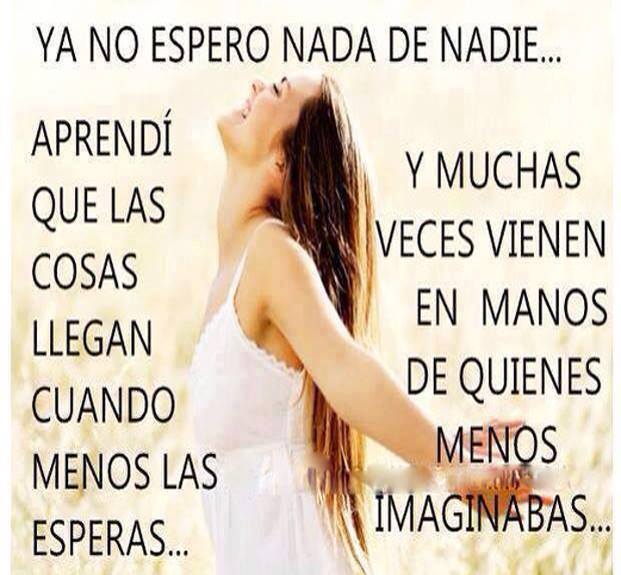 YA NO ESPERO NADA DE NADIE...
APRENDÍ
QUE LAS
COSAS
LLEGAN
CUANDO
MENOS LAS
ESPERAS...
Y MUCHAS
VECES VIENEN
EN MANOS
DE QUIENES
MENOS
IMAGINABAS...